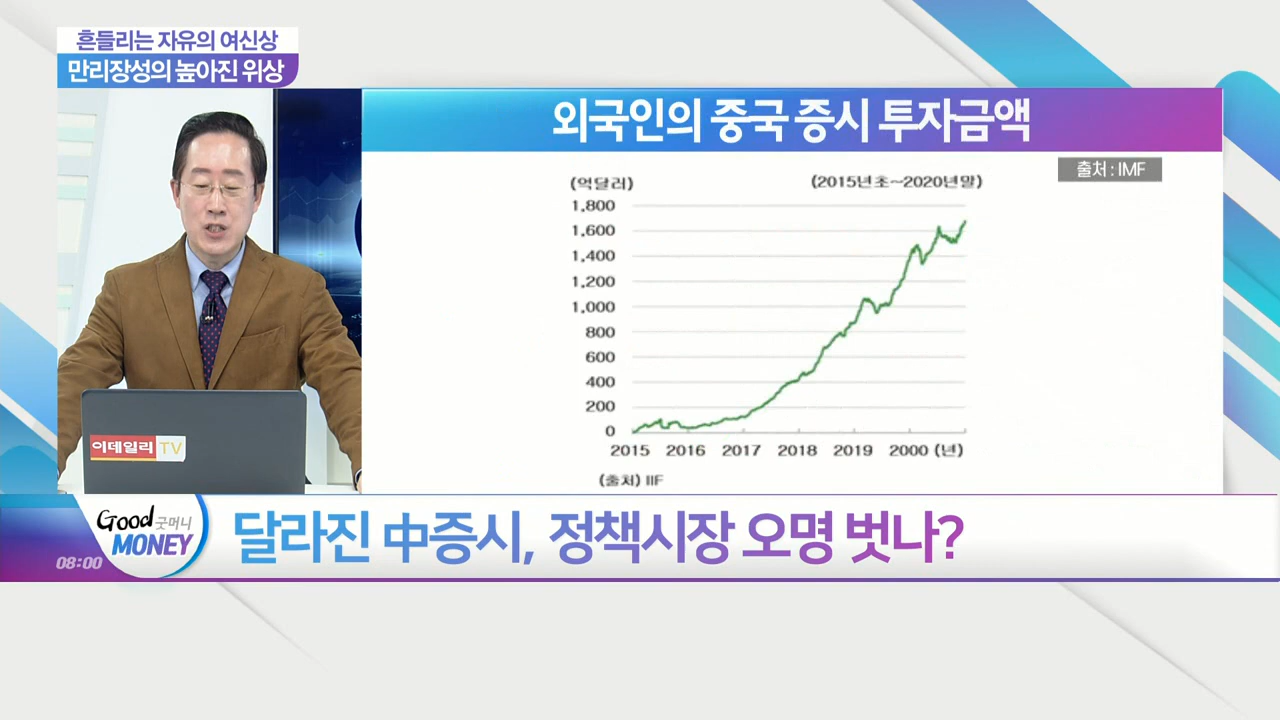 흔들리는 자유의 여신상
만리장성의 높아진 위상
외국인의 중국 증시 투자금액
출처 : IMF
(억달러)
(2015년초~2020년말)
1,800
1,600
1,400
1,200
1,000
800
600
400
200
0
2015 2016 2017 2018 2019 2000 (년)
(출처) IIF
이데일리 TV
Good 굿머니
MONEY
08:00
달라진 中증시, 정책시장 오명 벗나?